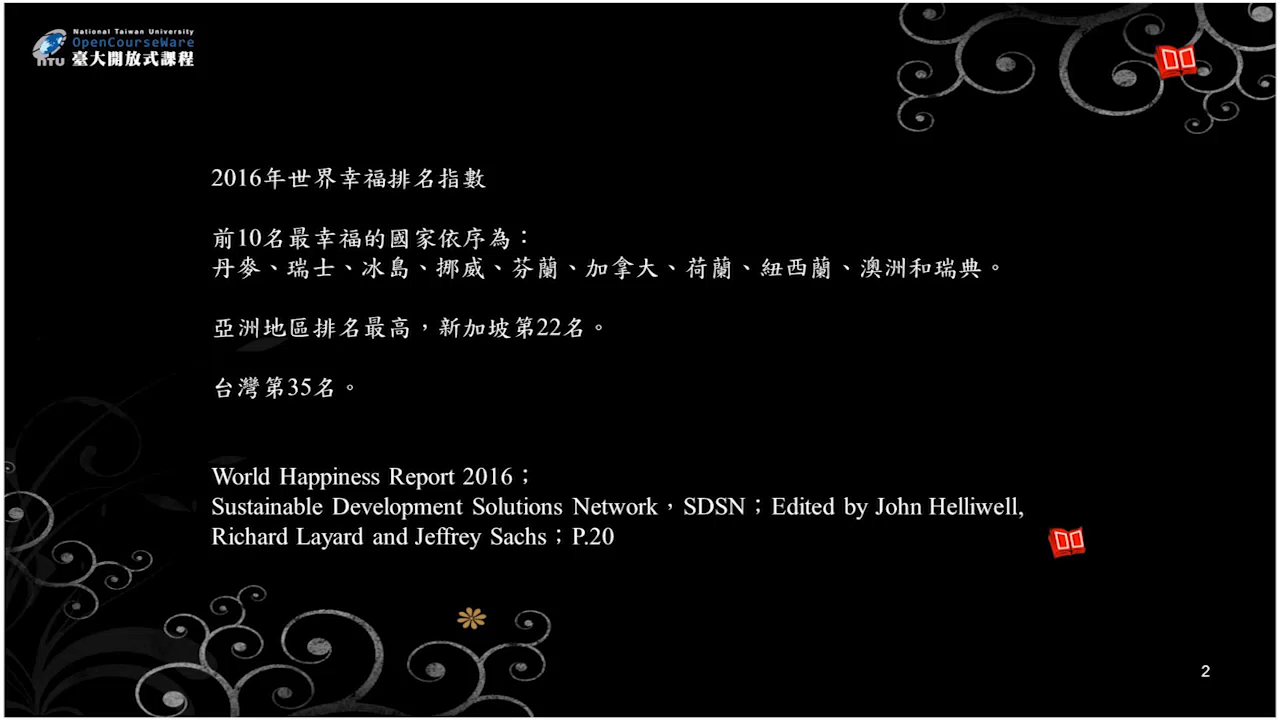 National Taiwan University
OpenCourseWare
NTU 臺大開放式課程
2016年世界幸福排名指數
前10名最幸福的國家依序為：
丹麥、瑞士、冰島、挪威、芬蘭、加拿大、荷蘭、紐西蘭、澳洲和瑞典。
亞洲地區排名最高，新加坡第22名。
台灣第35名。
World Happiness Report 2016；
Sustainable Development Solutions Network，SDSN；Edited by John Helliwell,
Richard Layard and Jeffrey Sachs；P.20
2